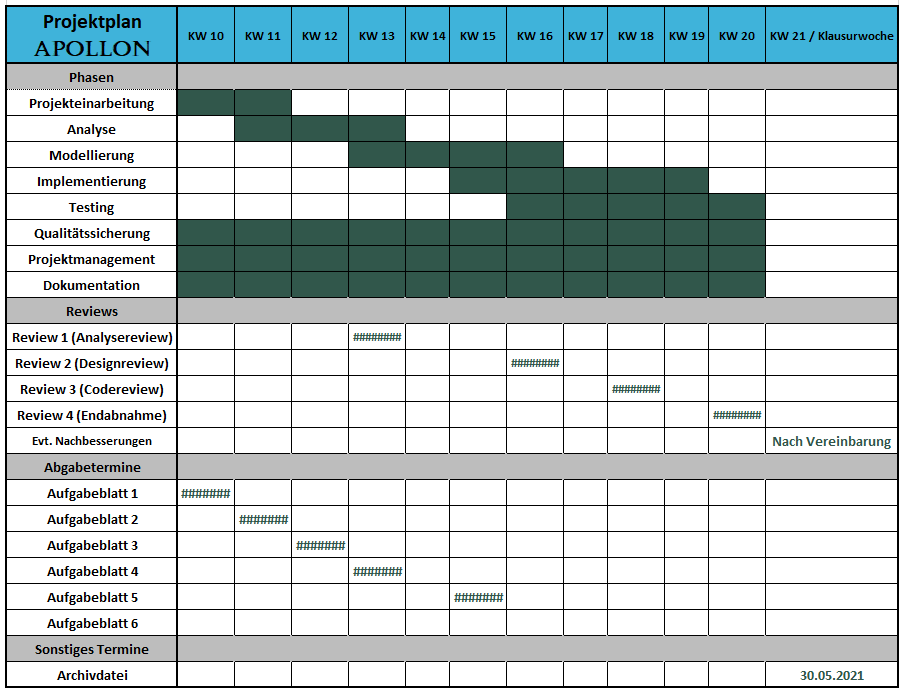 Projektplan
APOLLON
KW 10 KW 11 KW 12 KW 13 KW 14 KW 15 KW 16 KW 17 KW 18 KW 19 KW 20 KW 21 / Klausurwoche
Phasen
Projekteinarbeitung
Analyse
Modellierung
Implementierung
Testing
Qualitätssicherung
Projektmanagement
Dokumentation
Reviews
Review 1 (Analysereview) ########
Review 2 (Designreview) ########
Review 3 (Codereview) ########
Review 4 (Endabnahme) ########
Evt. Nachbesserungen Nach Vereinbarung
Abgabetermine
Aufgabeblatt 1 #######
Aufgabeblatt 2 #######
Aufgabeblatt 3 #######
Aufgabeblatt 4 #######
Aufgabeblatt 5 #######
Aufgabeblatt 6
Sonstiges Termine
Archivdatei 30.05.2021